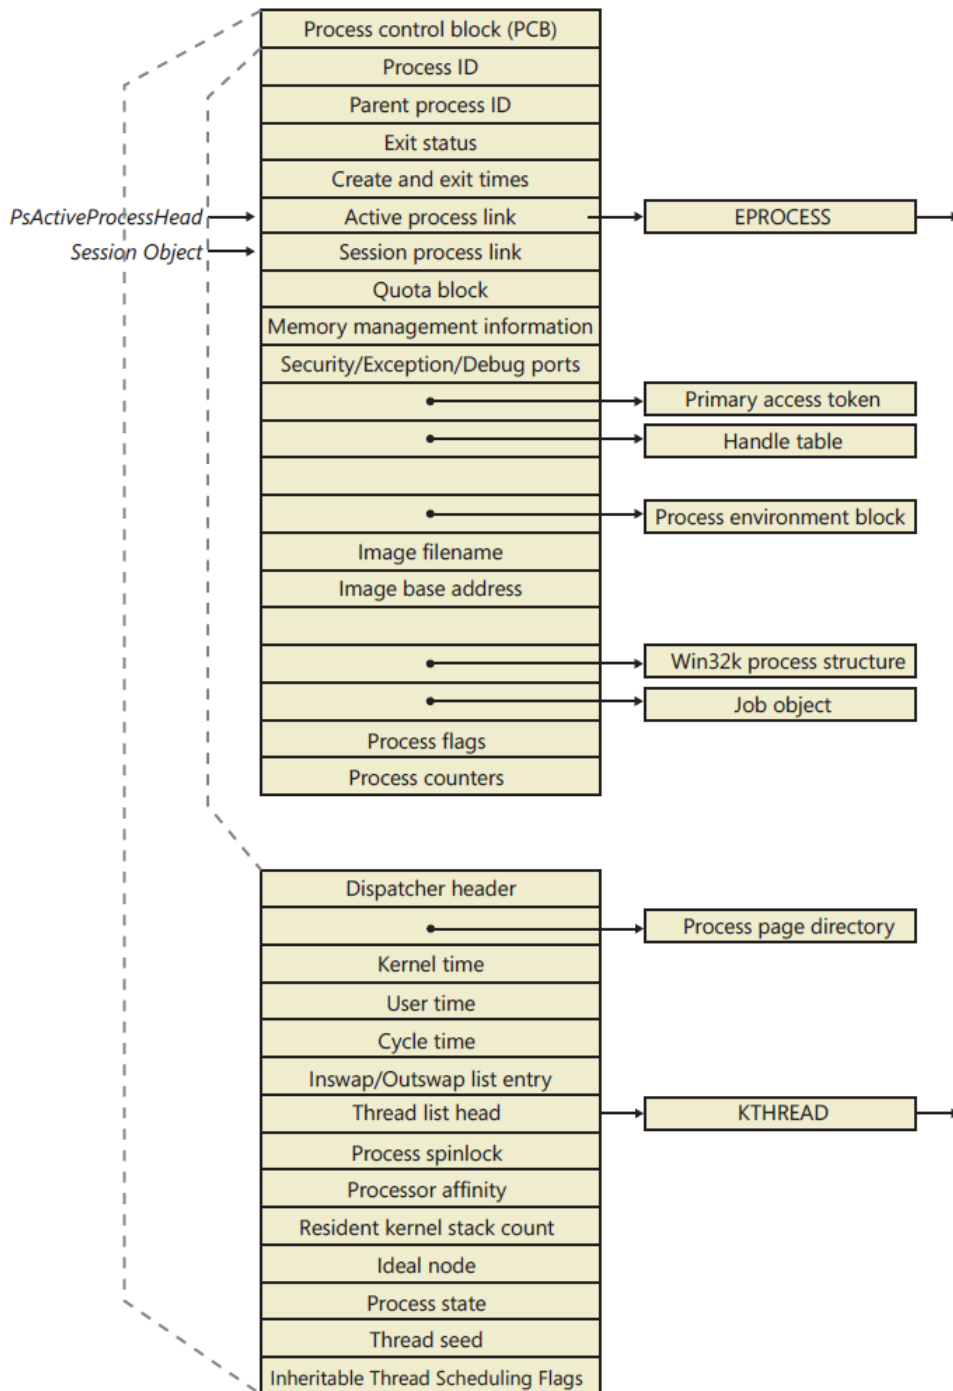 Process control block (PCB)
Process ID
Parent process ID
Exit status
Create and exit times
PsActiveProcessHead
Active process link
EPROCESS
Session Object
Session process link
Quota block
Memory management information
Security/Exception/Debug ports
Primary access token
Handle table
Process environment block
Image filename
Image base address
Win32k process structure
Job object
Process flags
Process counters
Dispatcher header
Process page directory
Kernel time
User time
Cycle time
Inswap/Outswap list entry
Thread list head
KTHREAD
Process spinlock
Processor affinity
Resident kernel stack count
Ideal node
Process state
Thread seed
Inheritable Thread Scheduling Flags